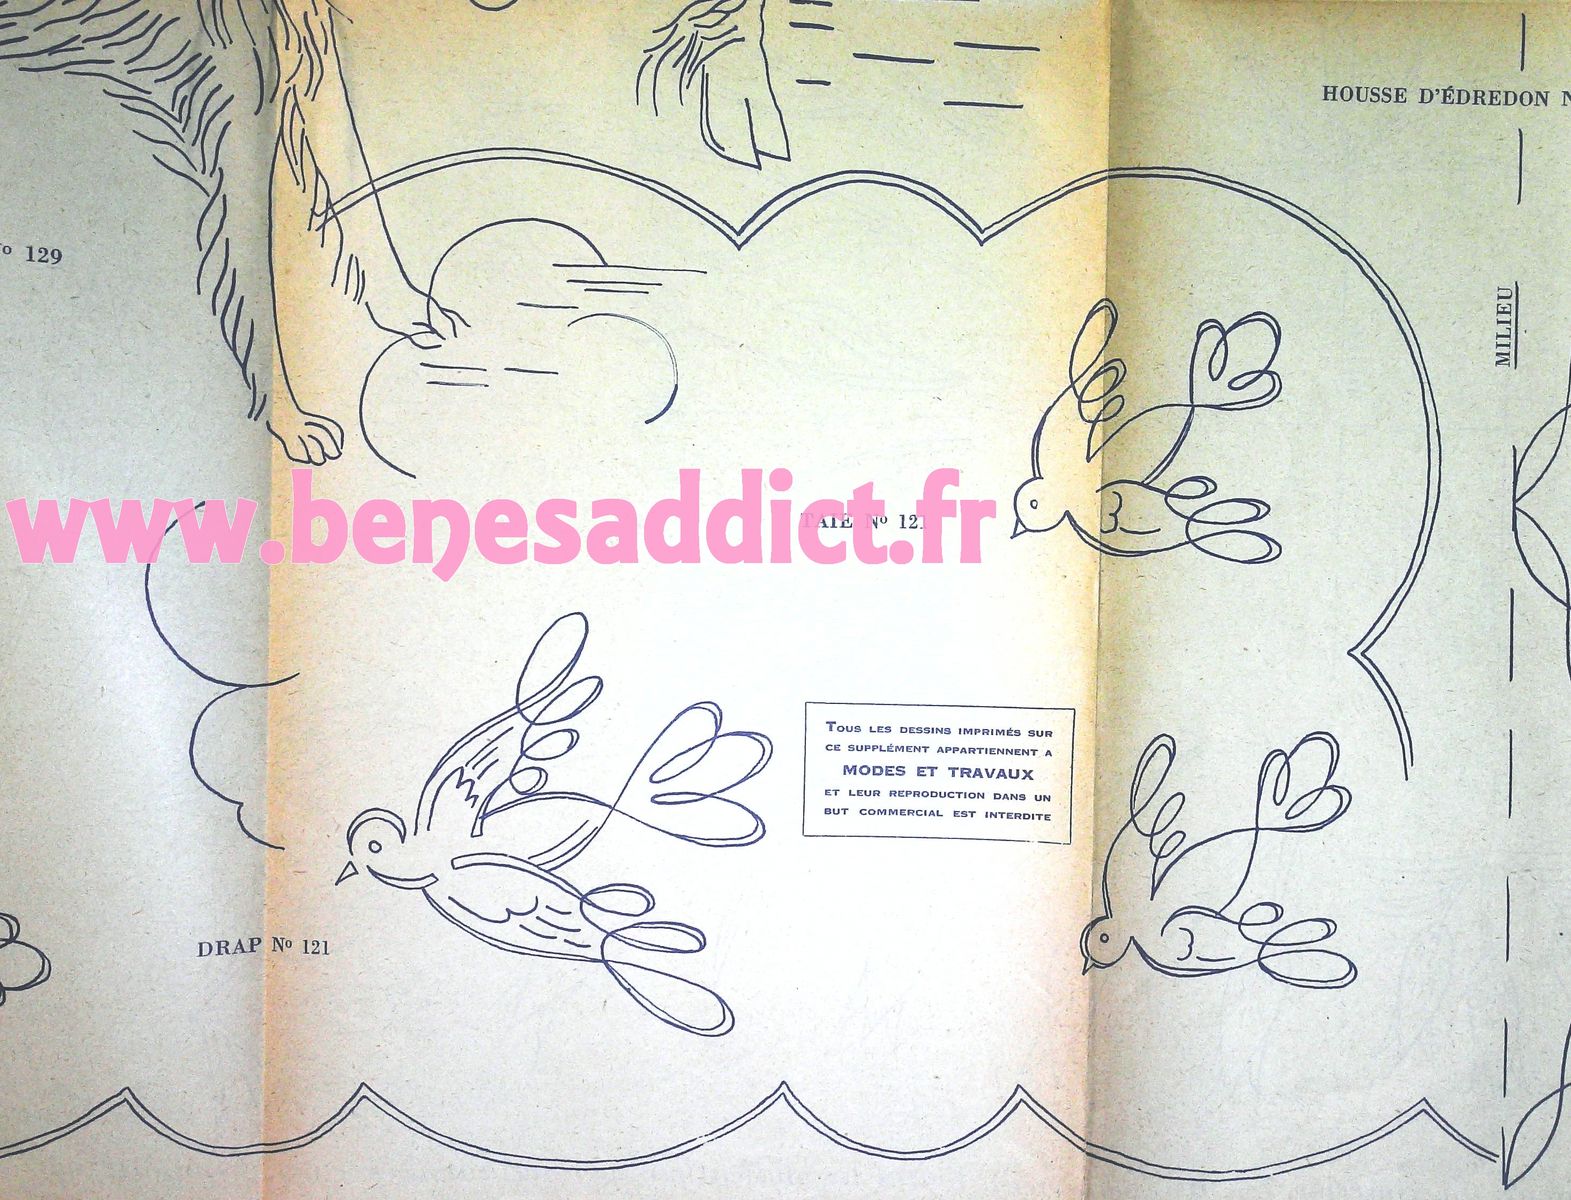 HOUSSE D'ÉDREDON N
Nº 129
MILIEU
www.benesaddict.fr
TAIE Nº 121
TOUS LES DESSINS IMPRIMÉS SUR
CE SUPPLÉMENT APPARTIENNENT A
MODES ET TRAVAUX
ET LEUR REPRODUCTION DANS UN
BUT COMMERCIAL EST INTERDITE
DRAP Nº 121